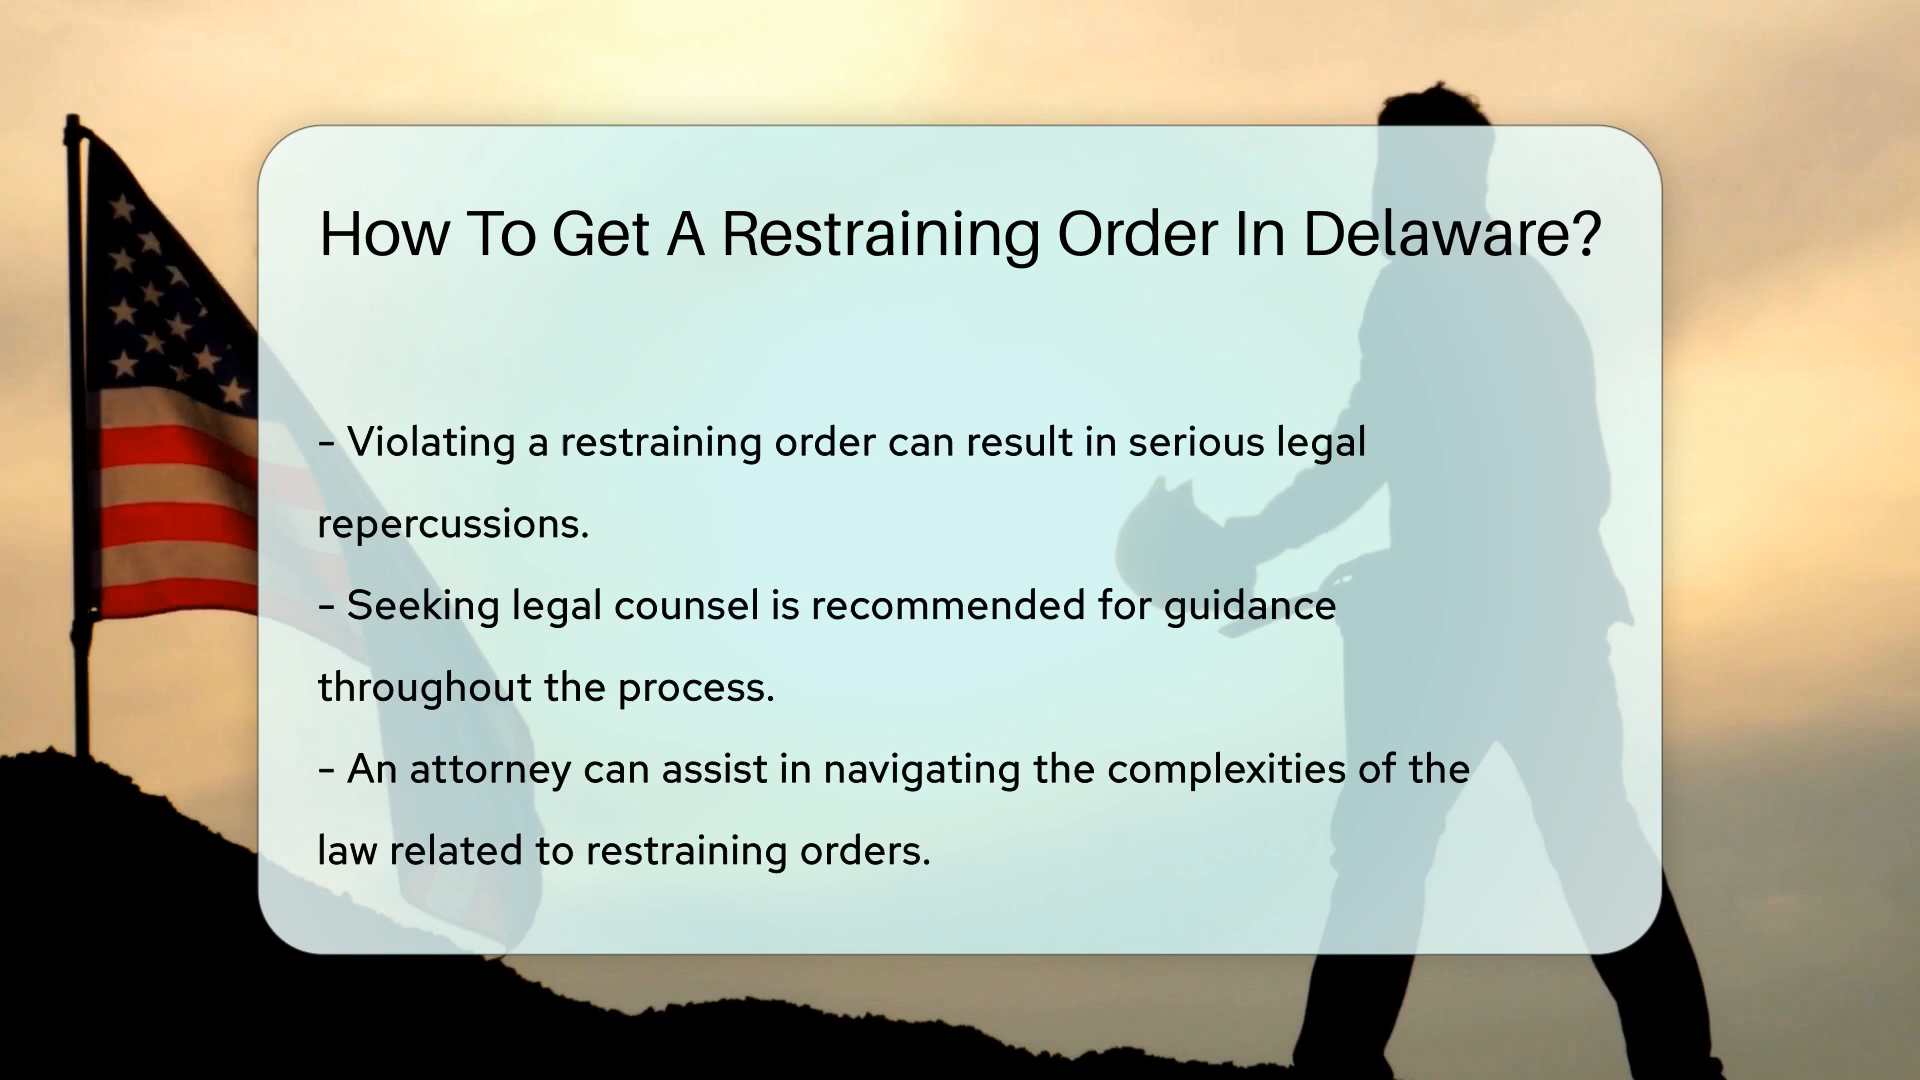 How To Get A Restraining Order In Delaware?
- Violating a restraining order can result in serious legal
repercussions.
- Seeking legal counsel is recommended for guidance
throughout the process.
- An attorney can assist in navigating the complexities of the
law related to restraining orders.